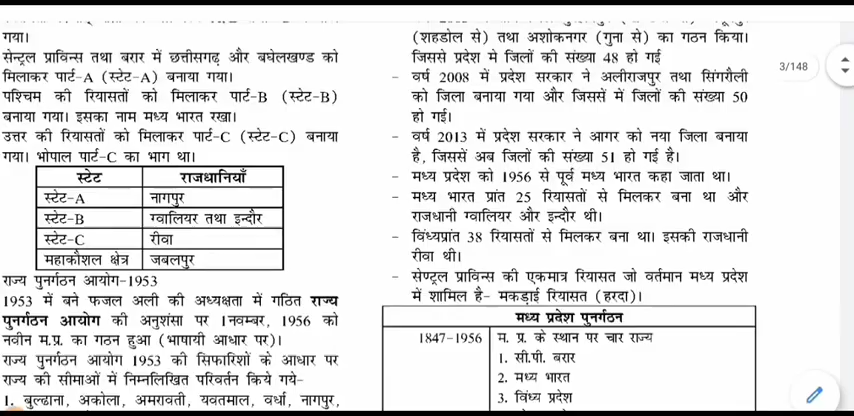 गया।
सेन्ट्रल प्राविन्स तथा बरार में छत्तीसगढ़ और बघेलखण्ड को
मिलाकर पार्ट-A (स्टेट-A) बनाया गया।
पश्चिम की रियासतों को मिलाकर पार्ट-B (स्टेट-B)
बनाया गया। इसका नाम मध्य भारत रखा।
उत्तर की रियासतों को मिलाकर पार्ट-C (स्टेट-C) बनाया
गया। भोपाल पार्ट-C का भाग था।
स्टेट राजधानियाँ
स्टेट-A नागपुर
स्टेट-B ग्वालियर तथा इन्दौर
स्टेट-C रीवा
महाकौशल क्षेत्र जबलपुर
राज्य पुनर्गठन आयोग-1953
1953 में बने फजल अली की अध्यक्षता में गठित राज्य
पुनर्गठन आयोग की अनुशंसा पर 1नवम्बर, 1956 को
नवीन म.प्र. का गठन हुआ (भाषायी आधार पर)।
राज्य पुनर्गठन आयोग 1953 की सिफारिशों के आधार पर
राज्य की सीमाओं में निम्नलिखित परिवर्तन किये गये-
1. बुल्ढाना, अकोला, अमरावती, यवतमाल, वर्धा, नागपुर,
(शहडोल से) तथा अशोकनगर (गुना से) का गठन किया।
जिससे प्रदेश मे जिलों की संख्या 48 हो गई
- वर्ष 2008 में प्रदेश सरकार ने अलीराजपुर तथा सिंगरौली
को जिला बनाया गया और जिससें में जिलों की संख्या 50
हो गई।
- वर्ष 2013 में प्रदेश सरकार ने आगर को नया जिला बनाया
है, जिससें अब जिलों की संख्या 51 हो गई है।
- मध्य प्रदेश को 1956 से पूर्व मध्य भारत कहा जाता था।
- मध्य भारत प्रांत 25 रियासतों से मिलकर बना था और
राजधानी ग्वालियर और इन्दौर थी।
- विंध्यप्रांत 38 रियासतों से मिलकर बना था। इसकी राजधानी
रीवा थी।
- सेण्ट्रल प्राविन्स की एकमात्र रियासत जो वर्तमान मध्य प्रदेश
में शामिल है- मकड़ाई रियासत (हरदा)।
मध्य प्रदेश पुनर्गठन
1847-1956 म. प्र. के स्थान पर चार राज्य
1. सी.पी. बरार
2. मध्य भारत
3. विंध्य प्रदेश
3/148